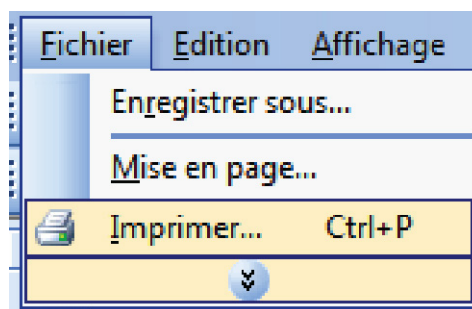 Fichier Edition Affichage
Enregistrer sous...
Mise en page...
Imprimer... Ctrl+P